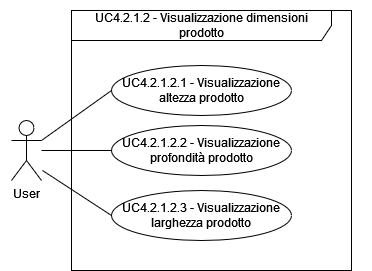 UC4.2.1.2 - Visualizzazione dimensioni
prodotto
UC4.2.1.2.1 - Visualizzazione
altezza prodotto
UC4.2.1.2.2 - Visualizzazione
profondità prodotto
User
UC4.2.1.2.3 - Visualizzazione
larghezza prodotto